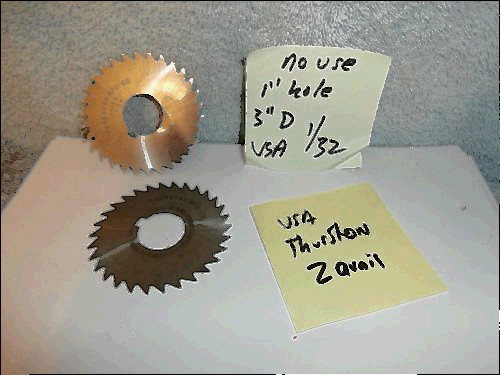 no use
1" hole
3" D
USA 1/32
USA
Thurston
2 avail